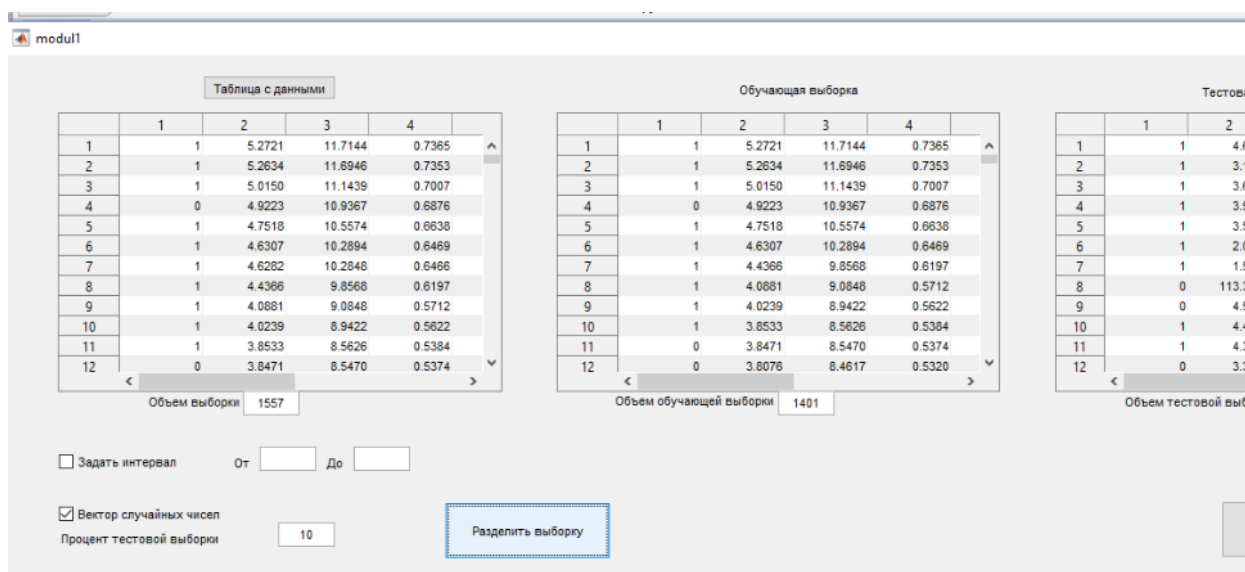 modul1
Таблица с данными Обучающая выборка
1 2 3 4 1 2 3 4 1 2
1 1 5.2721 11.7144 0.7365 1 1 5.2721 11.7144 0.7365 1 1
2 1 5.2634 11.6946 0.7353 2 1 5.2634 11.6946 0.7353 2 1
3 1 5.0150 11.1439 0.7007 3 1 5.0150 11.1439 0.7007 3 1
4 0 4.9223 10.9367 0.6876 4 0 4.9223 10.9367 0.6876 4 1
5 1 4.7518 10.5574 0.6638 5 1 4.7518 10.5574 0.6638 5 1
6 1 4.6307 10.2894 0.6469 6 1 4.6307 10.2894 0.6469 6 1
7 1 4.6282 10.2848 0.6466 7 1 4.4366 9.8568 0.6197 7 1
8 1 4.4366 9.8568 0.6197 8 1 4.0881 9.0848 0.5712 8 0
9 1 4.0881 9.0848 0.5712 9 1 4.0239 8.9422 0.5622 9 0
10 1 4.0239 8.9422 0.5622 10 1 3.8533 8.5626 0.5384 10 1
11 1 3.8533 8.5626 0.5384 11 0 3.8471 8.5470 0.5374 11 1
12 0 3.8471 8.5470 0.5374 12 0 3.8076 8.4617 0.5320 12 0
Объем выборки 1557 Объем обучающей выборки 1401 Объем тестовой
Задать интервал От До
Вектор случайных чисел
Процент тестовой выборки 10 Разделить выборку